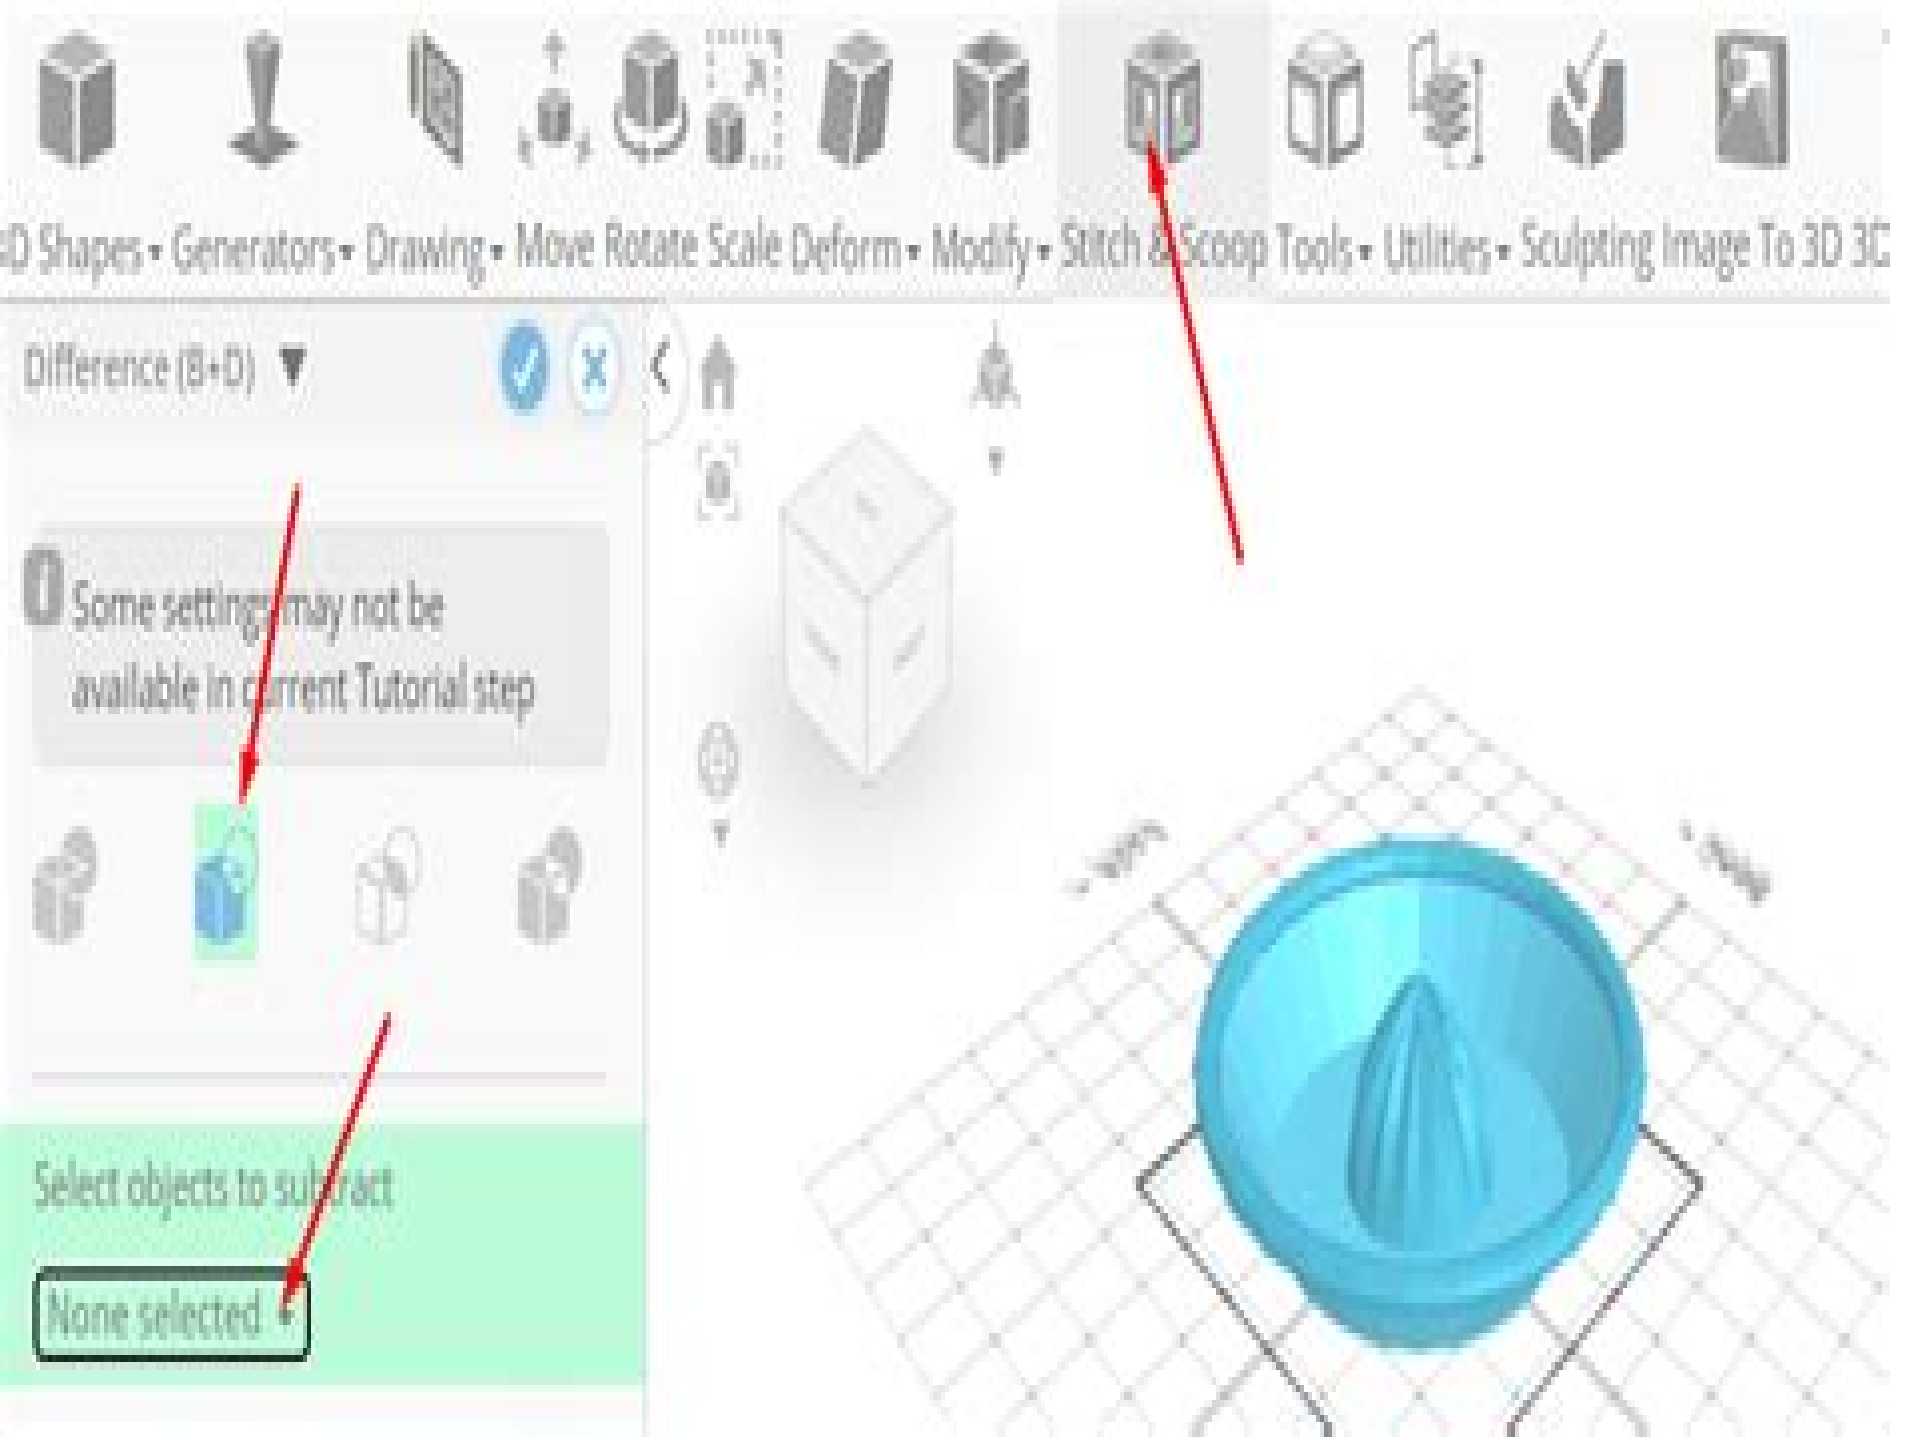 D Shapes Generators Drawing Move Rotate Scale Deform Modify Stitch & Scoop Tools Utilities Sculpting Image To 3D 3D
Difference (B+D)
Some settings may not be
available in current Tutorial step
Select objects to subtract
None selected